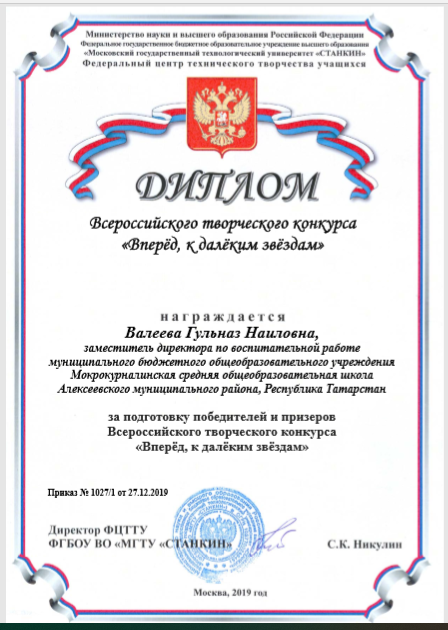 Министерство науки и высшего образования Российской Федерации
Федеральное государственное бюджетное образовательное учреждение высшего образования
«Московский государственный технологический университет «СТАНКИН»
Федеральный центр технического творчества учащихся
ДИПЛОМ
Всероссийского творческого конкурса
«Вперёд, к далёким звёздам»
награждается
Валеева Гульназ Наиловна,
заместитель директора по воспитательной работе
муниципального бюджетного общеобразовательного учреждения
Мокрокурналинская средняя общеобразовательная школа
Алексеевского муниципального района, Республика Татарстан
за подготовку победителей и призеров
Всероссийского творческого конкурса
«Вперёд, к далёким звёздам»
Приказ № 1027/1 от 27.12.2019
Директор ФЦТТУ
ФГБОУ ВО «МГТУ «СТАНКИН» С.К. Никулин
Москва, 2019 год